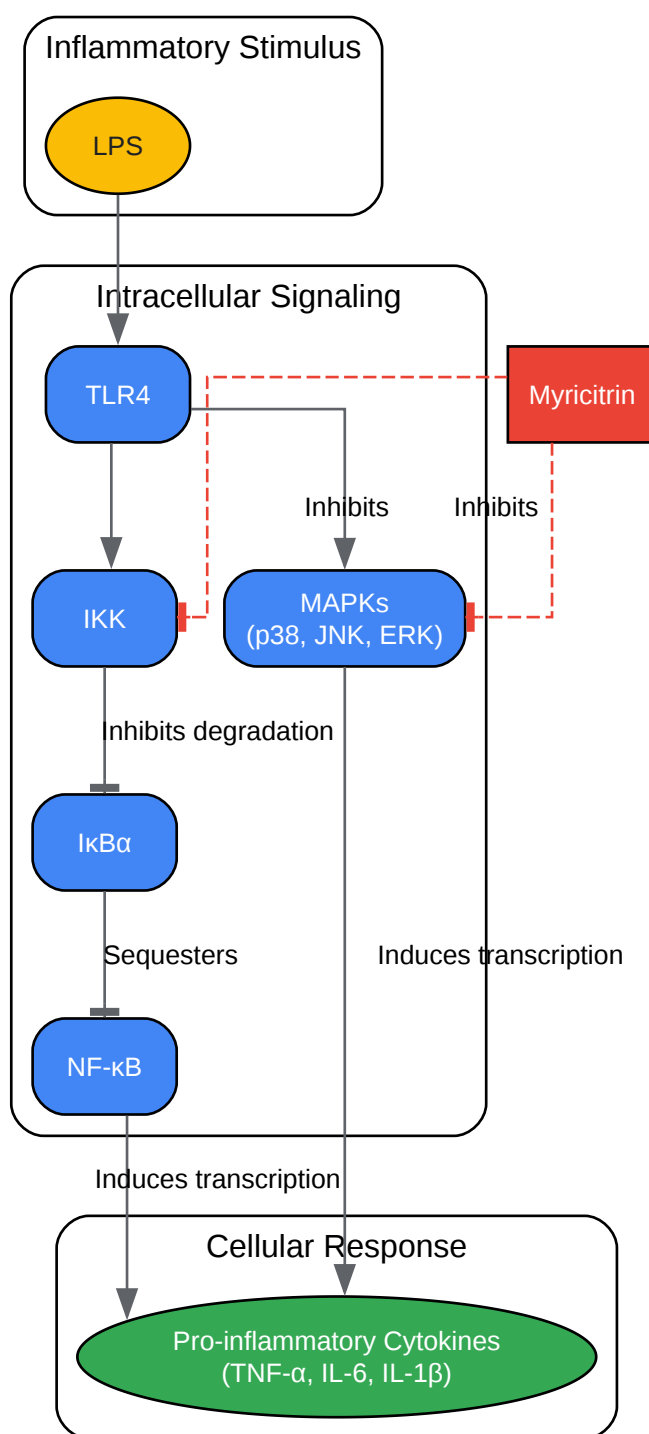 Inflammatory Stimulus
LPS
Intracellular Signaling
TLR4
Myricitrin
Inhibits
Inhibits
IKK
MAPKs
(p38, JNK, ERK)
Inhibits degradation
IκBα
Sequesters
Induces transcription
NF-κB
Induces transcription
Cellular Response
Pro-inflammatory Cytokines
(TNF-α, IL-6, IL-1β)